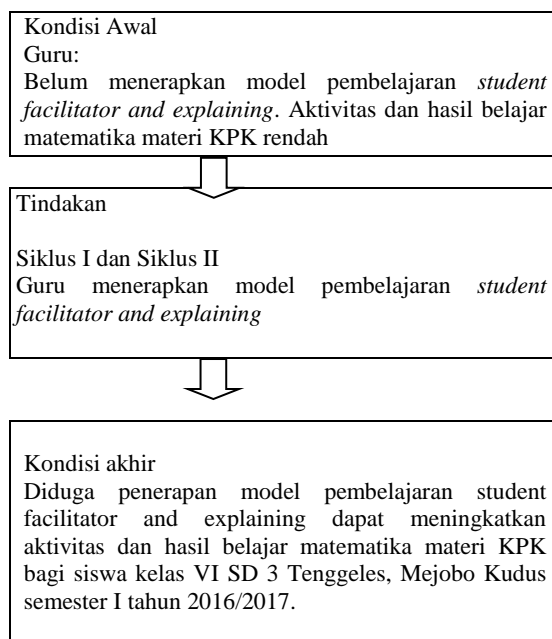 Kondisi Awal
Guru:
Belum menerapkan model pembelajaran student
facilitator and explaining. Aktivitas dan hasil belajar
matematika materi KPK rendah
Tindakan
Siklus I dan Siklus II
Guru menerapkan model pembelajaran student
facilitator and explaining
Kondisi akhir
Diduga penerapan model pembelajaran student
facilitator and explaining dapat meningkatkan
aktivitas dan hasil belajar matematika materi KPK
bagi siswa kelas VI SD 3 Tenggeles, Mejobo Kudus
semester I tahun 2016/2017.